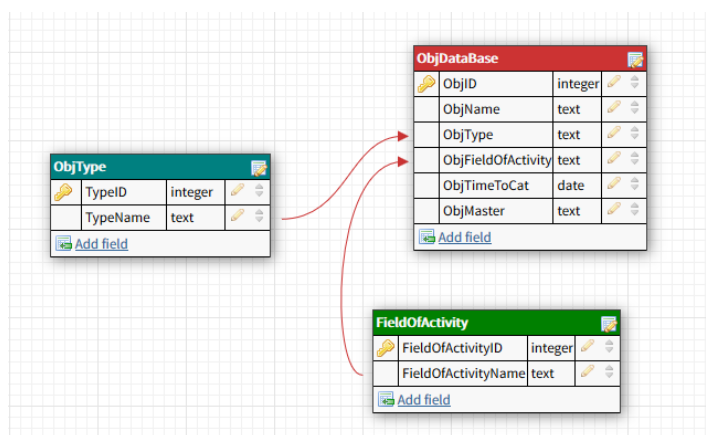 ObjDataBase
ObjID integer
ObjName text
ObjType text
ObjFieldOfActivity text
ObjTimeToCat date
ObjMaster text
Add field
ObjType
TypeID integer
TypeName text
Add field
FieldOfActivity
FieldOfActivityID integer
FieldOfActivityName text
Add field